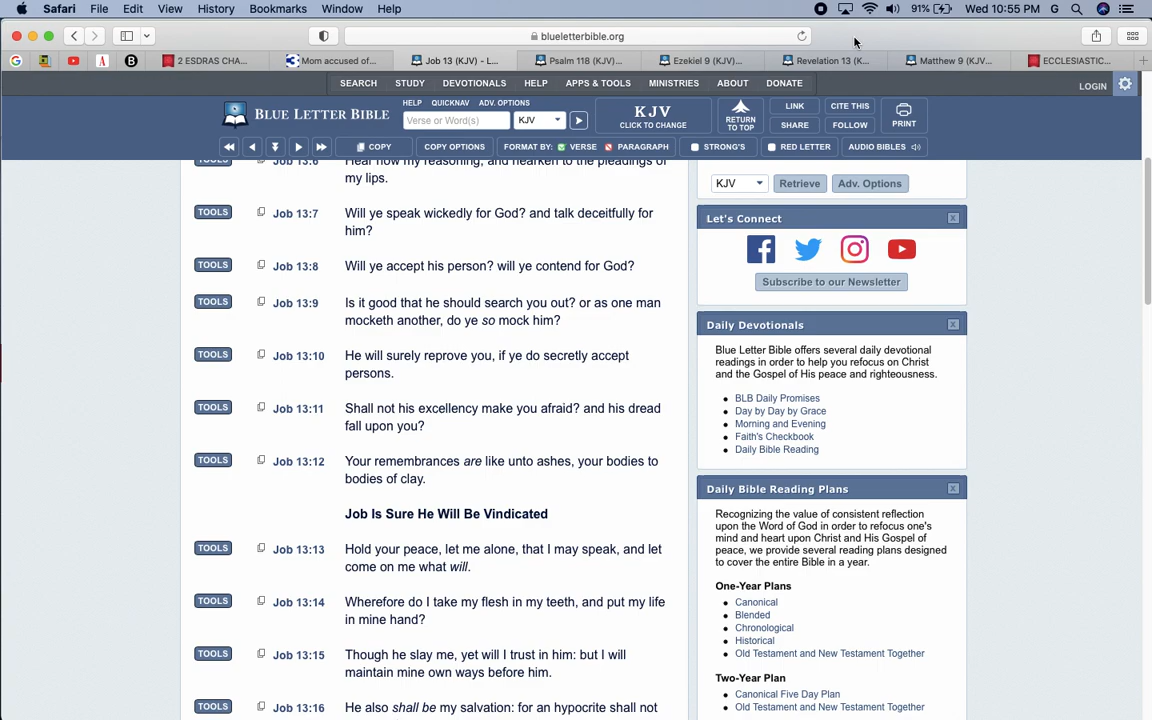 Safari File Edit View History Bookmarks Window Help 91% Wed 10:55 PM G
blueletterbible.org
2 ESDRAS CHA... Mom accused of... Job 13 (KJV) - L... Psalm 118 (KJV)... Ezekiel 9 (KJV)... Revelation 13 (K... Matthew 9 (KJV... ECCLESIASTIC...
SEARCH STUDY DEVOTIONALS HELP APPS & TOOLS MINISTRIES ABOUT DONATE LOGIN
BLUE LETTER BIBLE
HELP QUICKNAV ADV. OPTIONS
Verse or Word(s) KJV
KJV
CLICK TO CHANGE
RETURN
TO TOP
LINK CITE THIS
SHARE FOLLOW
PRINT
COPY COPY OPTIONS FORMAT BY: VERSE PARAGRAPH STRONG'S RED LETTER AUDIO BIBLES
TOOLS Job 13:6 Hear now my reasoning, and hearken to the pleadings of
my lips.
TOOLS Job 13:7 Will ye speak wickedly for God? and talk deceitfully for
him?
TOOLS Job 13:8 Will ye accept his person? will ye contend for God?
TOOLS Job 13:9 Is it good that he should search you out? or as one man
mocketh another, do ye so mock him?
TOOLS Job 13:10 He will surely reprove you, if ye do secretly accept
persons.
TOOLS Job 13:11 Shall not his excellency make you afraid? and his dread
fall upon you?
TOOLS Job 13:12 Your remembrances are like unto ashes, your bodies to
bodies of clay.
Job Is Sure He Will Be Vindicated
TOOLS Job 13:13 Hold your peace, let me alone, that I may speak, and let
come on me what will.
TOOLS Job 13:14 Wherefore do I take my flesh in my teeth, and put my life
in mine hand?
TOOLS Job 13:15 Though he slay me, yet will I trust in him: but I will
maintain mine own ways before him.
TOOLS Job 13:16 He also shall be my salvation: for an hypocrite shall not
KJV Retrieve Adv. Options
Let's Connect x
Subscribe to our Newsletter
Daily Devotionals x
Blue Letter Bible offers several daily devotional
readings in order to help you refocus on Christ
and the Gospel of His peace and righteousness.
BLB Daily Promises
Day by Day by Grace
Morning and Evening
Faith's Checkbook
Daily Bible Reading
Daily Bible Reading Plans x
Recognizing the value of consistent reflection
upon the Word of God in order to refocus one's
mind and heart upon Christ and His Gospel of
peace, we provide several reading plans designed
to cover the entire Bible in a year.
One-Year Plans
Canonical
Blended
Chronological
Historical
Old Testament and New Testament Together
Two-Year Plan
Canonical Five Day Plan
Old Testament and New Testament Together